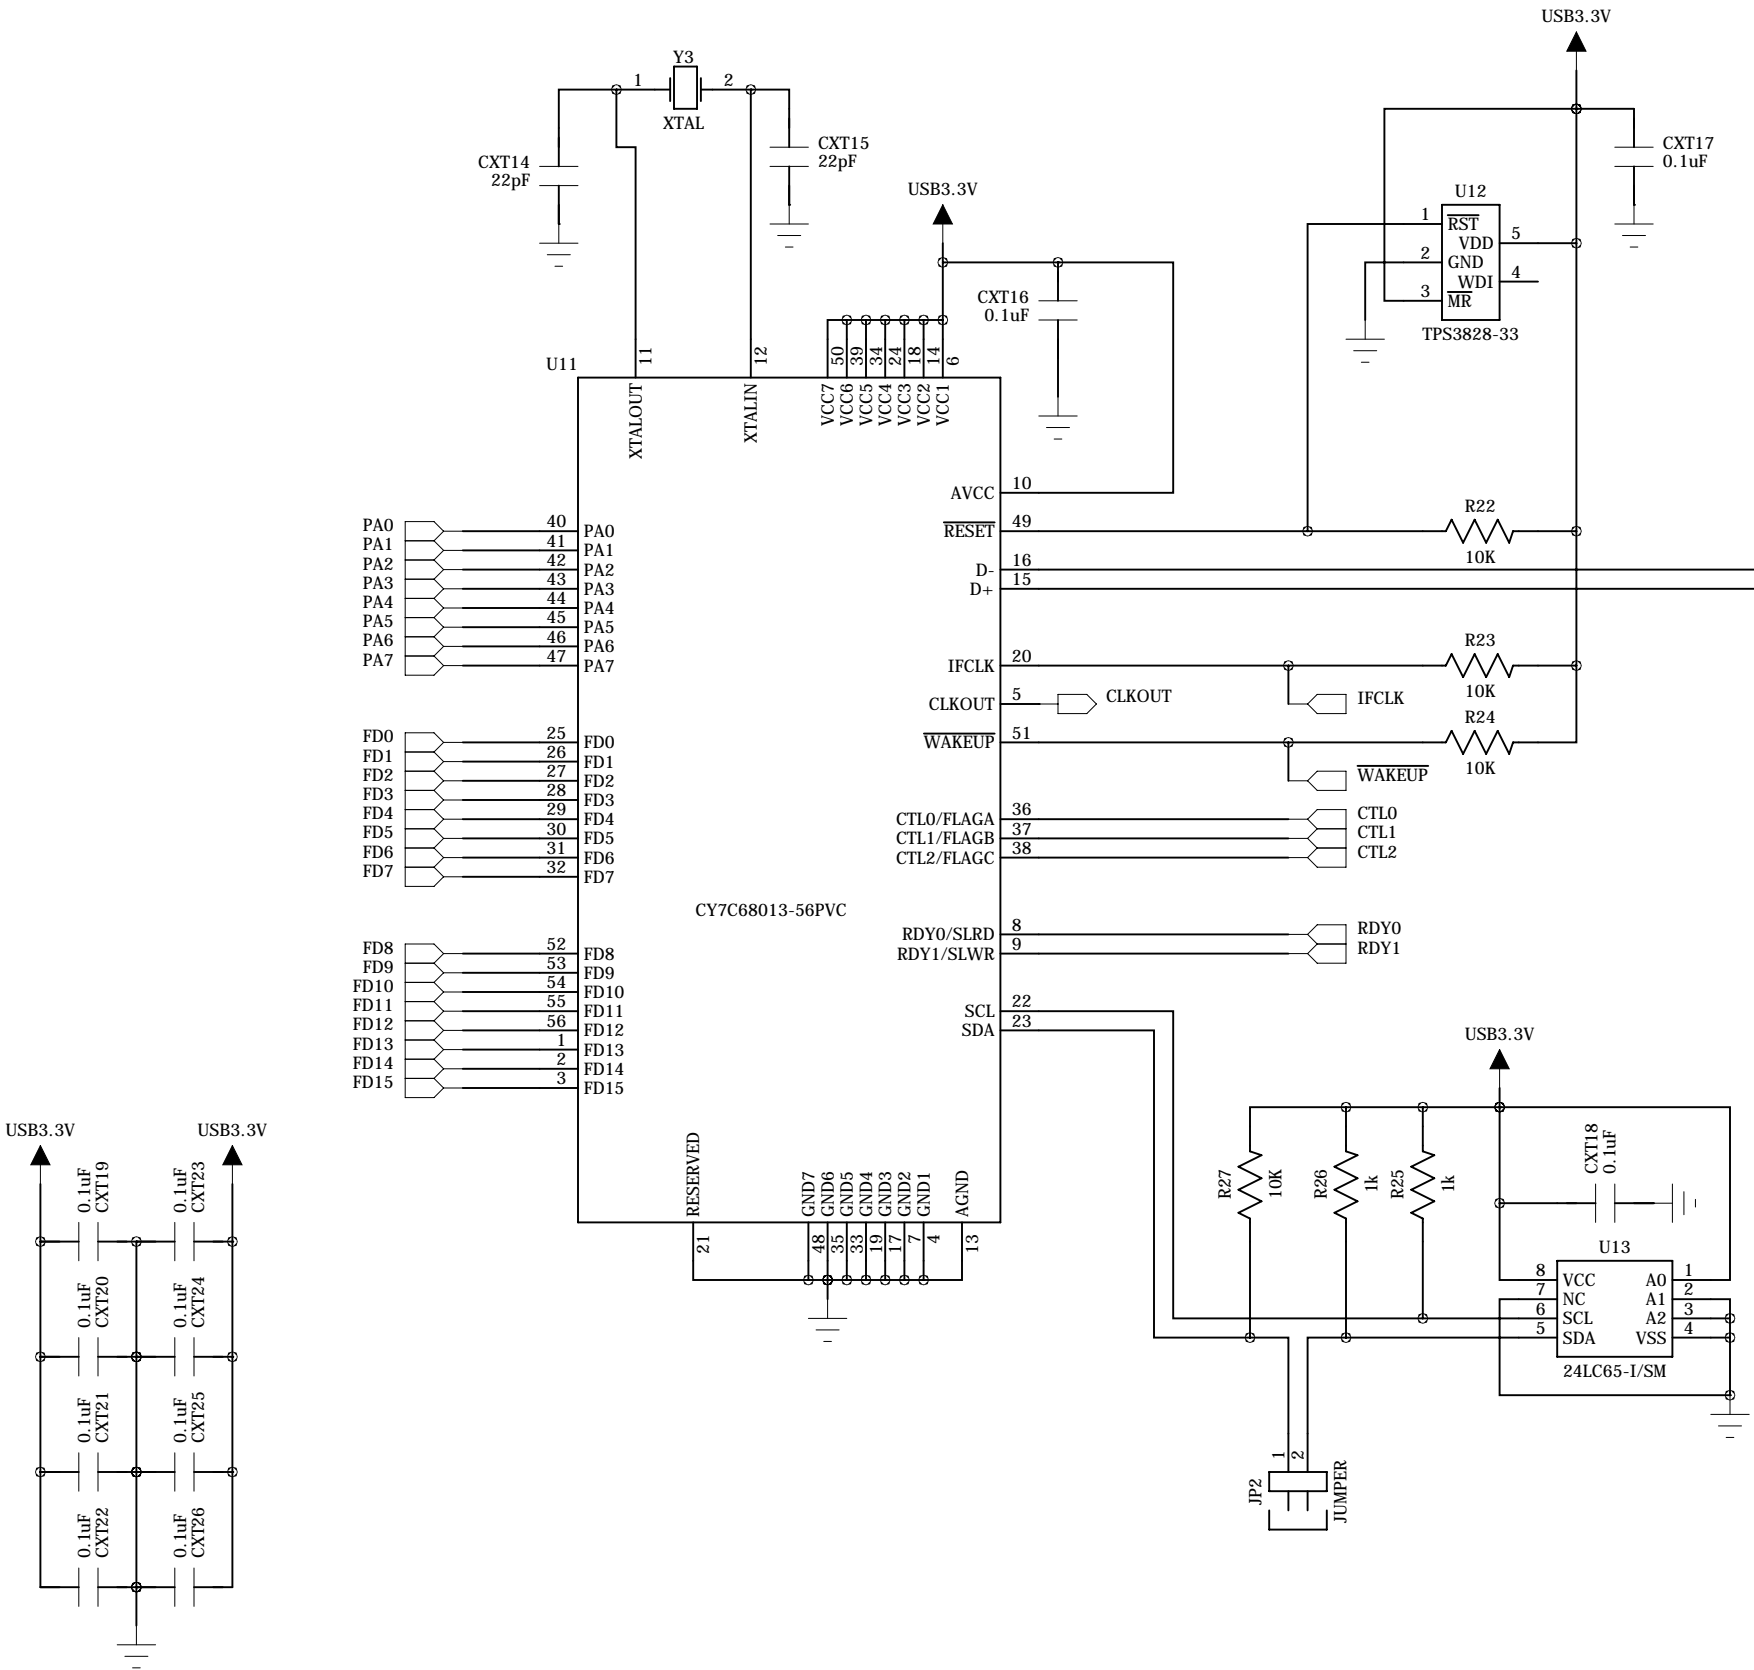 USB3.3V
Y3
1
2
XTAL
CXT14
22pF
CXT15
22pF
CXT17
0.1uF
USB3.3V
U12
1
RST
VDD
5
2
GND
WDI
4
3
MR
TPS3828-33
CXT16
0.1uF
U11
11
12
50
39
34
24
18
14
6
XTALOUT
XTALIN
VCC7
VCC6
VCC5
VCC4
VCC3
VCC2
VCC1
AVCC
10
RESET
49
R22
10K
D-
16
D+
15
PA0
40
PA0
PA1
41
PA1
PA2
42
PA2
PA3
43
PA3
PA4
44
PA4
PA5
45
PA5
PA6
46
PA6
PA7
47
PA7
IFCLK
20
R23
10K
CLKOUT
5
CLKOUT
IFCLK
WAKEUP
51
R24
10K
WAKEUP
FD0
25
FD0
FD1
26
FD1
FD2
27
FD2
FD3
28
FD3
FD4
29
FD4
FD5
30
FD5
FD6
31
FD6
FD7
32
FD7
CTL0/FLAGA
36
CTL0
CTL1/FLAGB
37
CTL1
CTL2/FLAGC
38
CTL2
CY7C68013-56PVC
RDY0/SLRD
8
RDY0
RDY1/SLWR
9
RDY1
FD8
52
FD8
FD9
53
FD9
FD10
54
FD10
FD11
55
FD11
FD12
56
FD12
FD13
1
FD13
FD14
2
FD14
FD15
3
FD15
SCL
22
SDA
23
RESERVED
GND7
GND6
GND5
GND4
GND3
GND2
GND1
AGND
21
48
35
33
19
17
7
4
13
USB3.3V
R27
10K
R26
1k
R25
1k
CXT18
0.1uF
U13
8
VCC
A0
1
7
NC
A1
2
6
SCL
A2
3
5
SDA
VSS
4
24LC65-I/SM
1
2
JP2
JUMPER
USB3.3V
USB3.3V
0.1uF
CXT19
0.1uF
CXT23
0.1uF
CXT20
0.1uF
CXT24
0.1uF
CXT21
0.1uF
CXT25
0.1uF
CXT22
0.1uF
CXT26